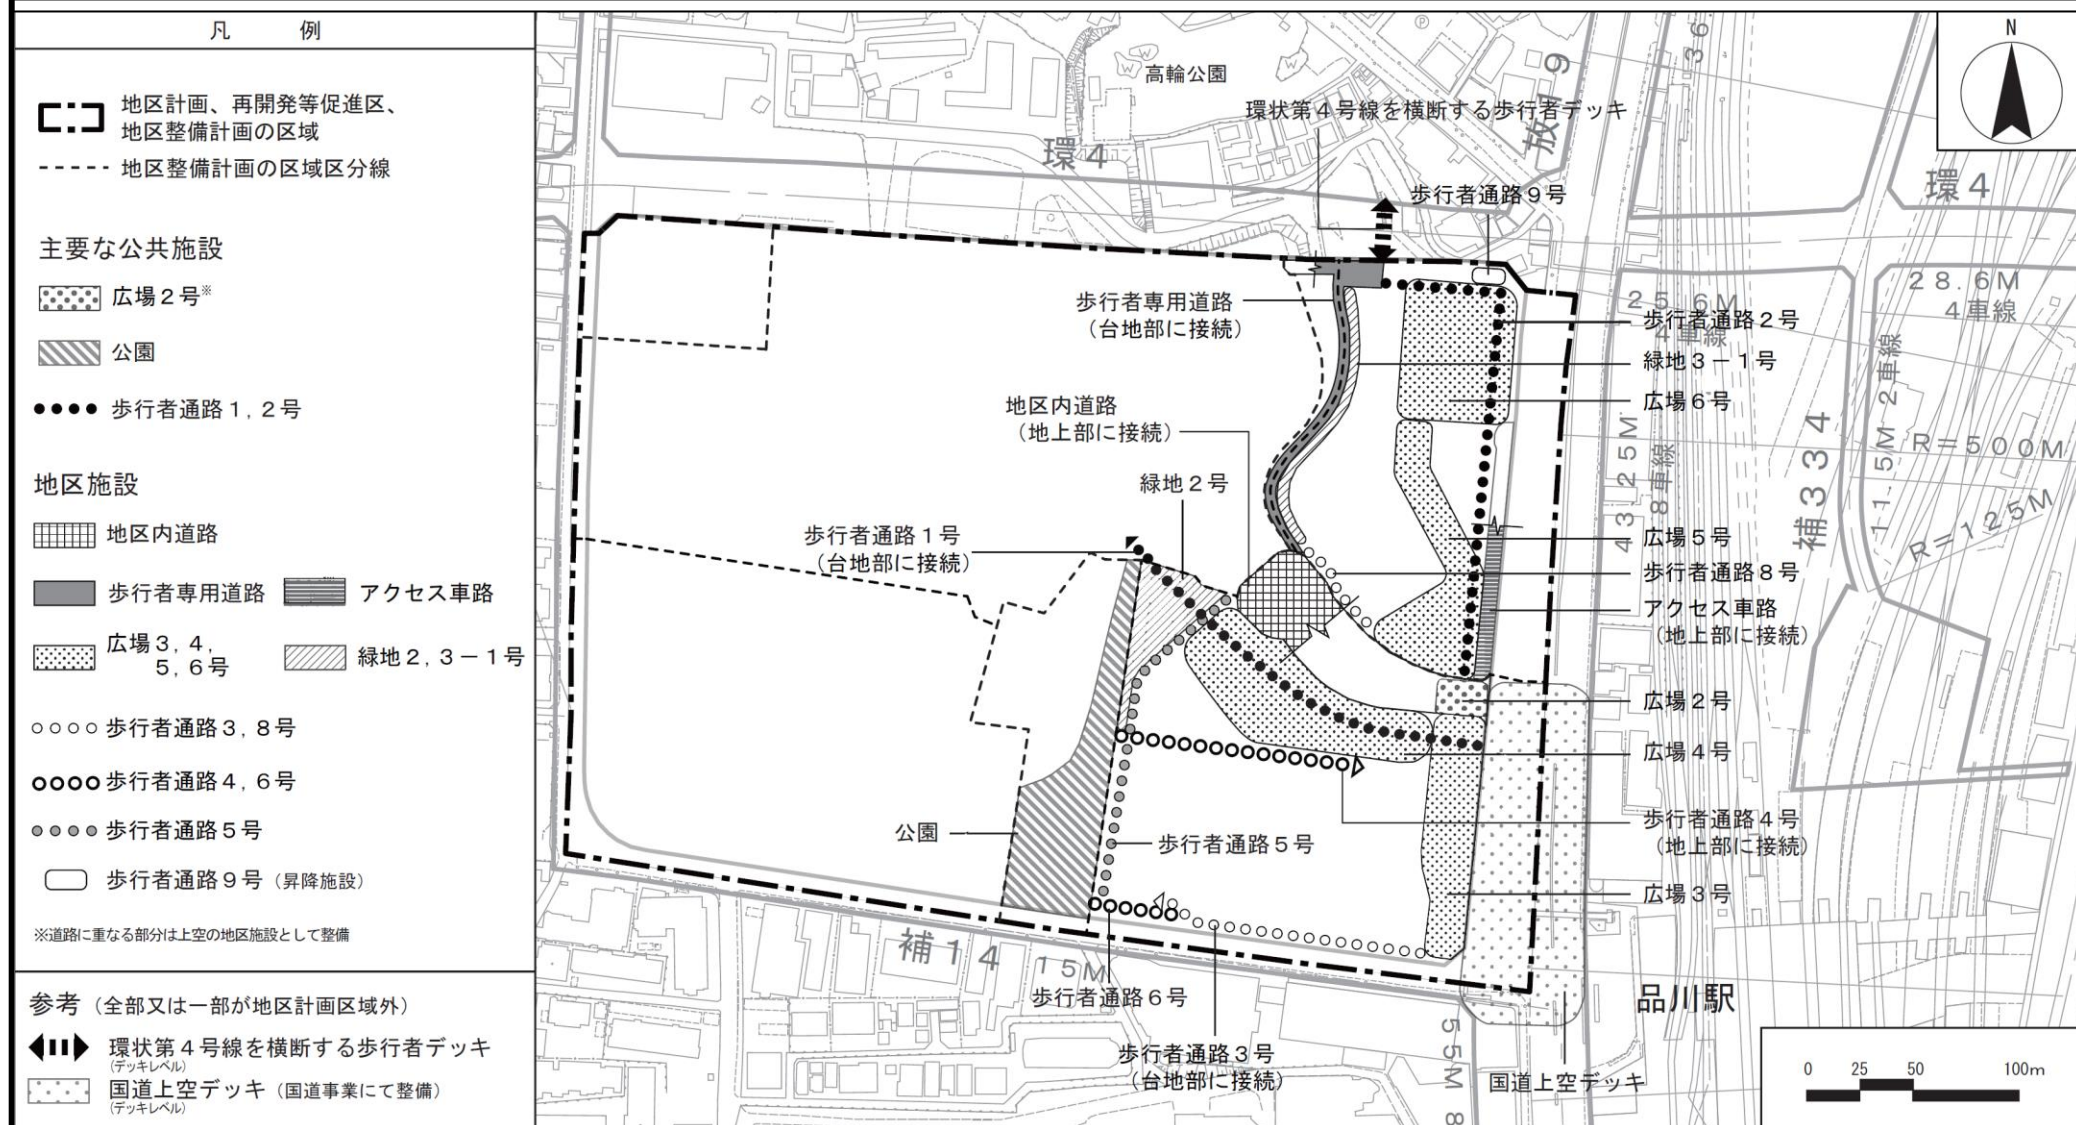 凡　例
地区計画、再開発等促進区、
地区整備計画の区域
地区整備計画の区域区分線
主要な公共施設
広場２号※
公園
歩行者通路１,２号
地区施設
地区内道路
歩行者専用道路
アクセス車路
広場３,４,
５,６号
緑地２,３－１号
歩行者通路３,８号
歩行者通路４,６号
歩行者通路５号
歩行者通路９号（昇降施設）
※道路に重なる部分は上空の地区施設として整備
参考（全部又は一部が地区計画区域外）
環状第４号線を横断する歩行者デッキ
(デッキレベル)
国道上空デッキ（国道事業にて整備）
(デッキレベル)
N
高輪公園
環状第４号線を横断する歩行者デッキ
放１９
３６
環４
環４
歩行者通路９号
歩行者専用道路
（台地部に接続）
２５.６M
４車線
２８.６M
４車線
歩行者通路２号
緑地３－１号
広場６号
地区内道路
（地上部に接続）
緑地２号
歩行者通路１号
（台地部に接続）
４３.２５M
８車線
補３３４
１１.５M ２車線
R＝５００M
R＝１２５M
広場５号
歩行者通路８号
アクセス車路
（地上部に接続）
広場２号
広場４号
歩行者通路４号
（地上部に接続）
公園
歩行者通路５号
広場３号
補１４
１５M
歩行者通路６号
歩行者通路３号
（台地部に接続）
５５M
８
品川駅
国道上空デッキ
0 25 50 100m